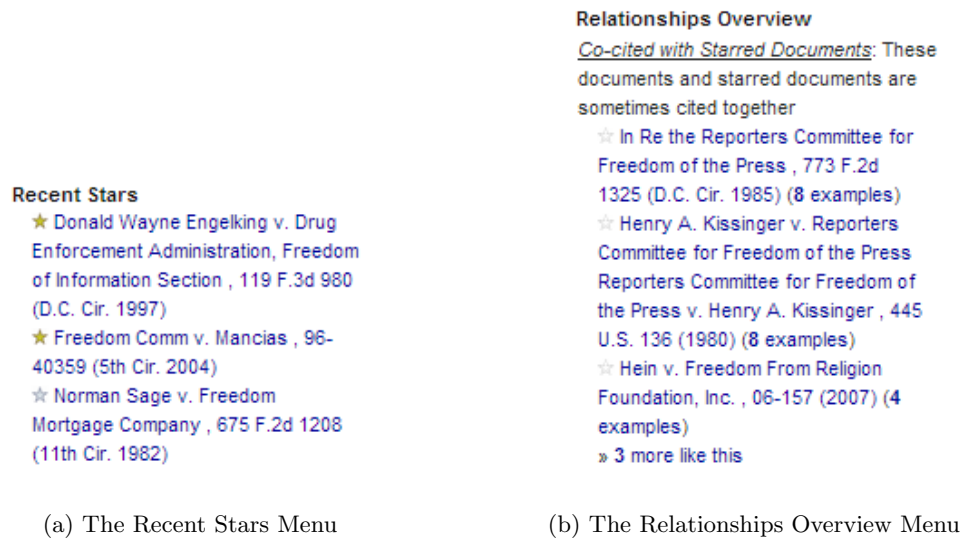 Recent Stars
Donald Wayne Engelking v. Drug
Enforcement Administration, Freedom
of Information Section , 119 F.3d 980
(D.C. Cir. 1997)
Freedom Comm v. Mancias , 96-
40359 (5th Cir. 2004)
Norman Sage v. Freedom
Mortgage Company , 675 F.2d 1208
(11th Cir. 1982)
(a) The Recent Stars Menu
Relationships Overview
Co-cited with Starred Documents: These
documents and starred documents are
sometimes cited together
In Re the Reporters Committee for
Freedom of the Press , 773 F.2d
1325 (D.C. Cir. 1985) (8 examples)
Henry A. Kissinger v. Reporters
Committee for Freedom of the Press
Reporters Committee for Freedom of
the Press v. Henry A. Kissinger , 445
U.S. 136 (1980) (8 examples)
Hein v. Freedom From Religion
Foundation, Inc. , 06-157 (2007) (4
examples)
» 3 more like this
(b) The Relationships Overview Menu